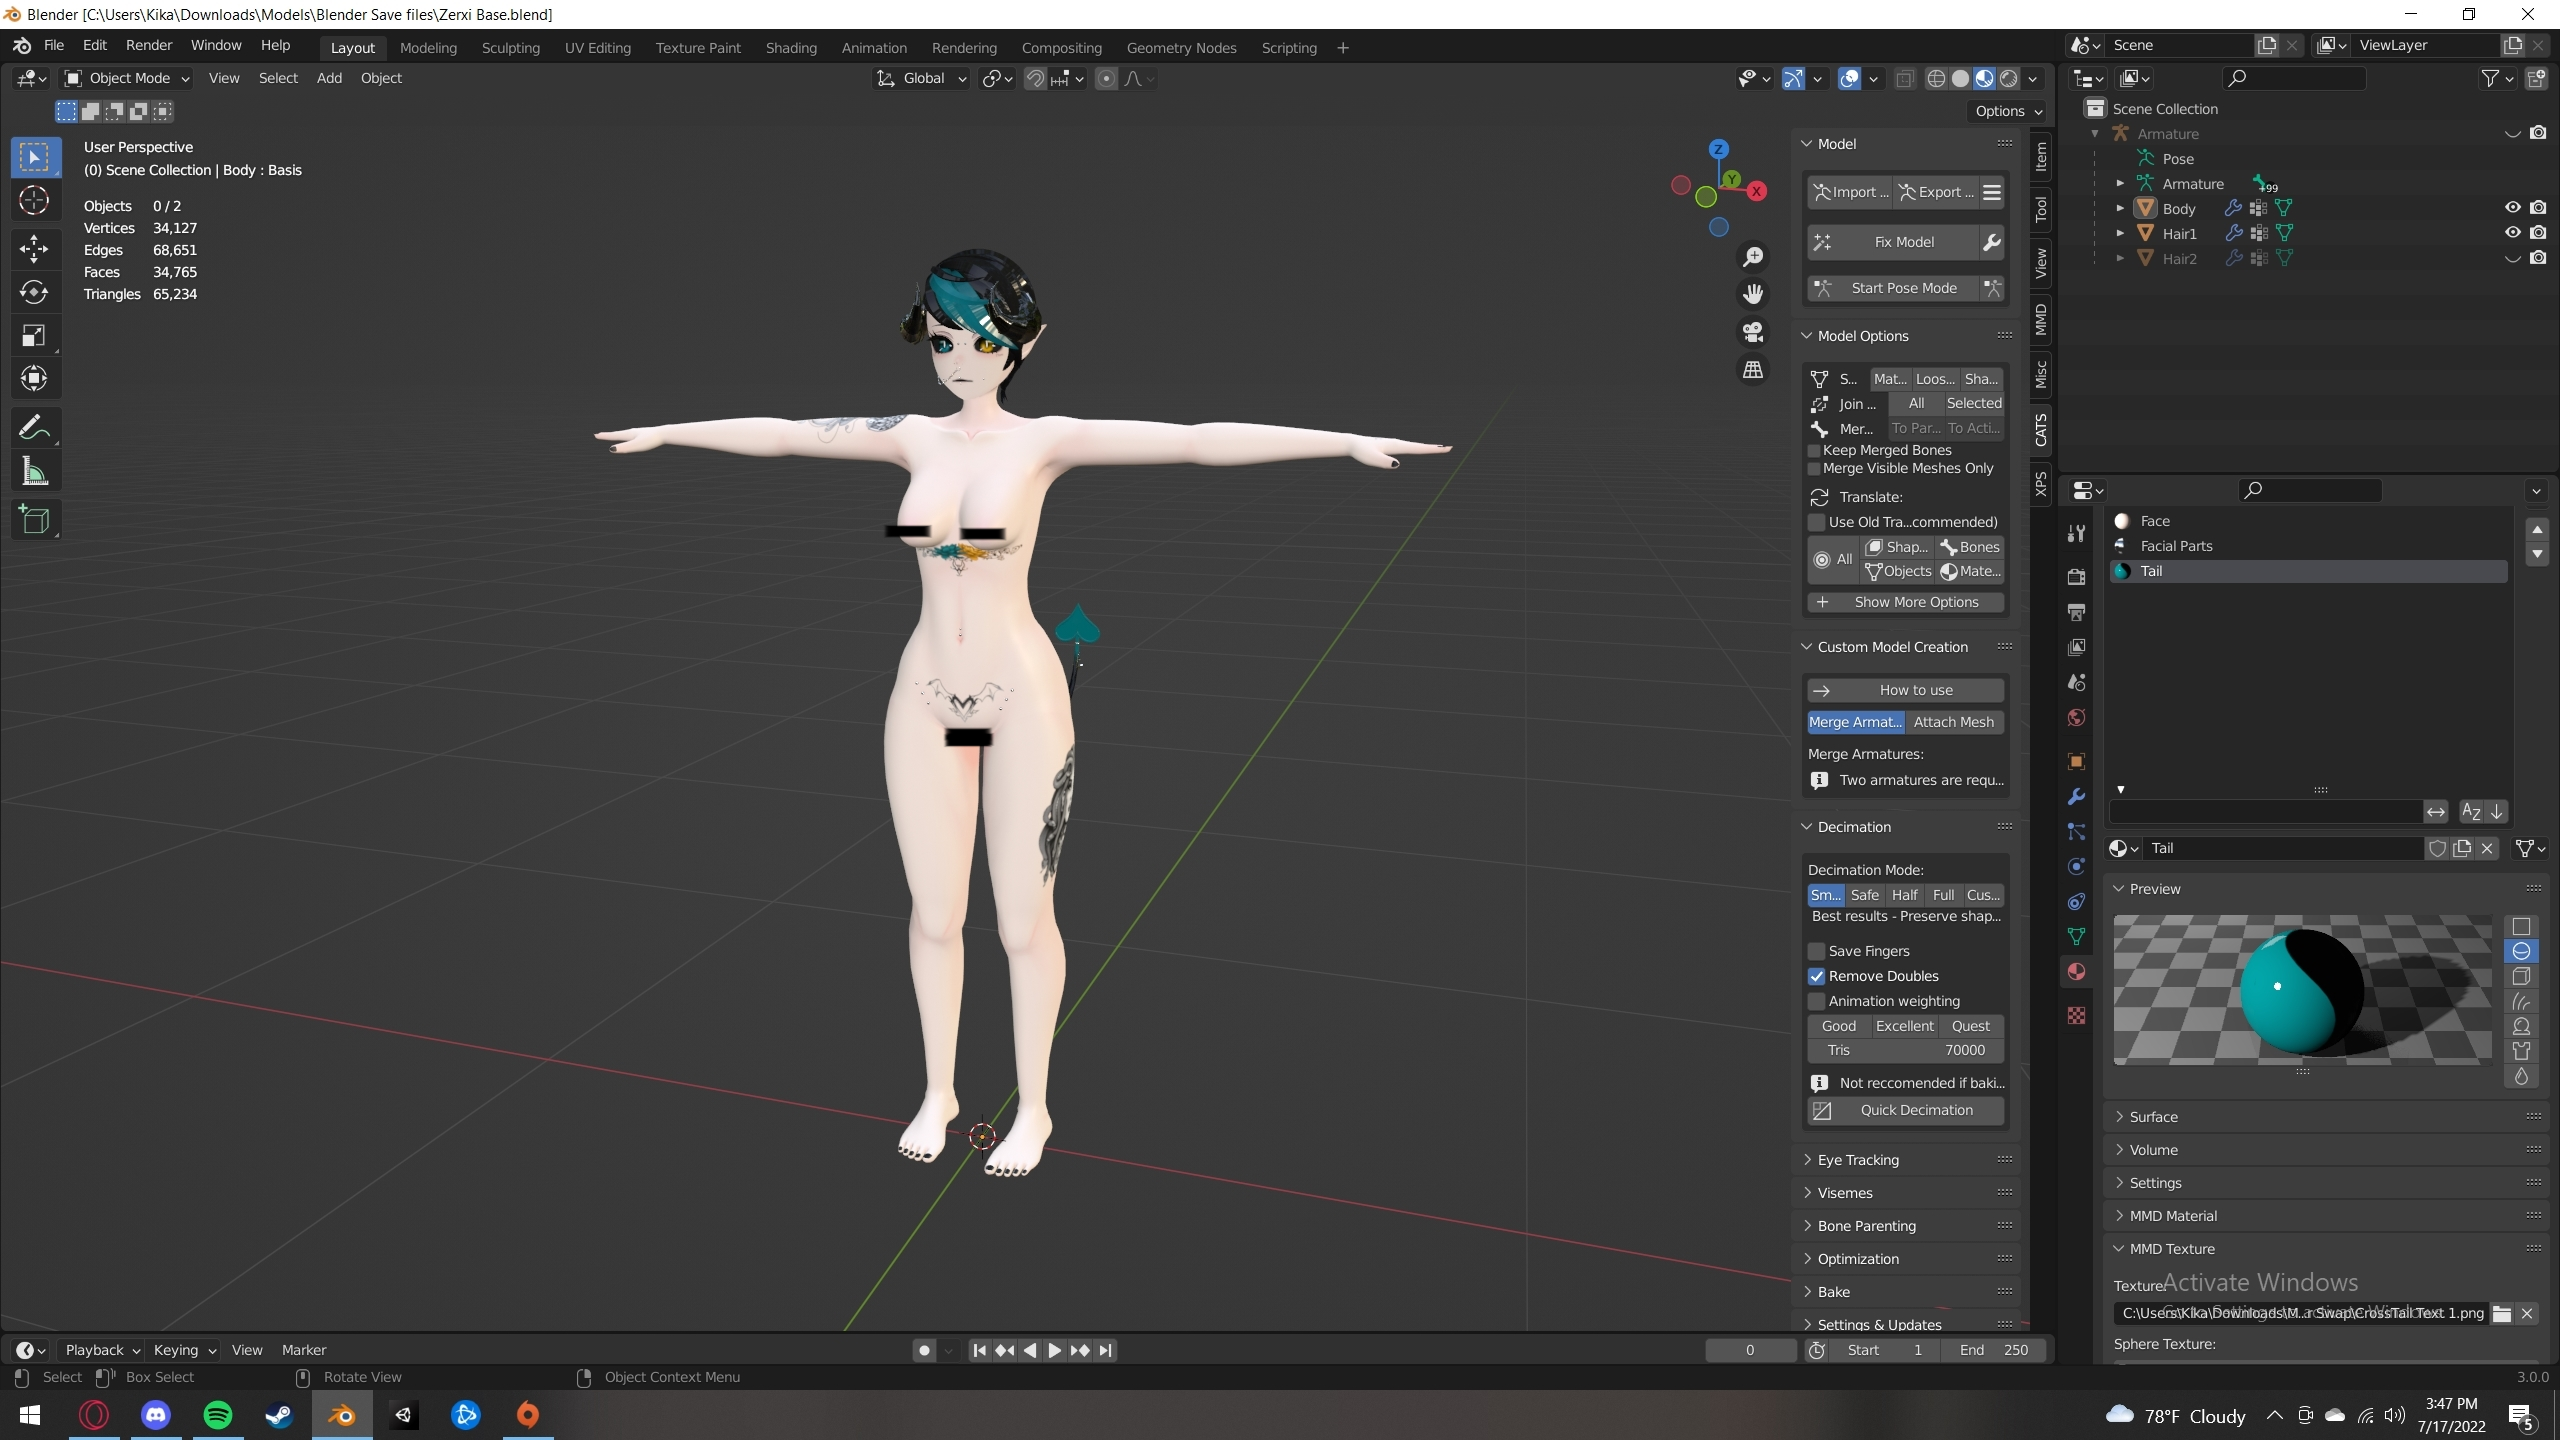 Blender [C:\Users\Kika\Downloads\Models\Blender Save files\Zerxi Base.blend]
File Edit Render Window Help Layout Modeling Sculpting UV Editing Texture Paint Shading Animation Rendering Compositing Geometry Nodes Scripting + Scene ViewLayer
Object Mode View Select Add Object Global
Options
User Perspective
(0) Scene Collection | Body : Basis
Objects 0 / 2
Vertices 34,127
Edges 68,651
Faces 34,765
Triangles 65,234
Z
Y
X
Model
Import ... Export ...
Fix Model
Start Pose Mode
Model Options
S... Mat... Loos... Sha...
Join ... All Selected
Mer... To Par... To Acti...
Keep Merged Bones
Merge Visible Meshes Only
Translate:
Use Old Tra...commended)
All Shap... Bones
Objects Mate...
Show More Options
Custom Model Creation
How to use
Merge Armat... Attach Mesh
Merge Armatures:
Two armatures are requ...
Decimation
Decimation Mode:
Sm... Safe Half Full Cus...
Best results - Preserve shap...
Save Fingers
Remove Doubles
Animation weighting
Good Excellent Quest
Tris 70000
Not reccomended if baki...
Quick Decimation
Eye Tracking
Visemes
Bone Parenting
Optimization
Bake
Settings & Updates
Item
Tool
View
MMD
Misc
CATS
XPS
Scene Collection
Armature
Pose
Armature +99
Body
Hair1
Hair2
Face
Facial Parts
Tail
AZ
Tail
Preview
Surface
Volume
Settings
MMD Material
MMD Texture
Texture:
Activate Windows
C:\Users\Kika\Downloads\M...r Swap\CrossTail Text 1.png
Sphere Texture:
Playback Keying View Marker 0 Start 1 End 250
Select Box Select Rotate View Object Context Menu 3.0.0
78°F Cloudy
3:47 PM
7/17/2022
5